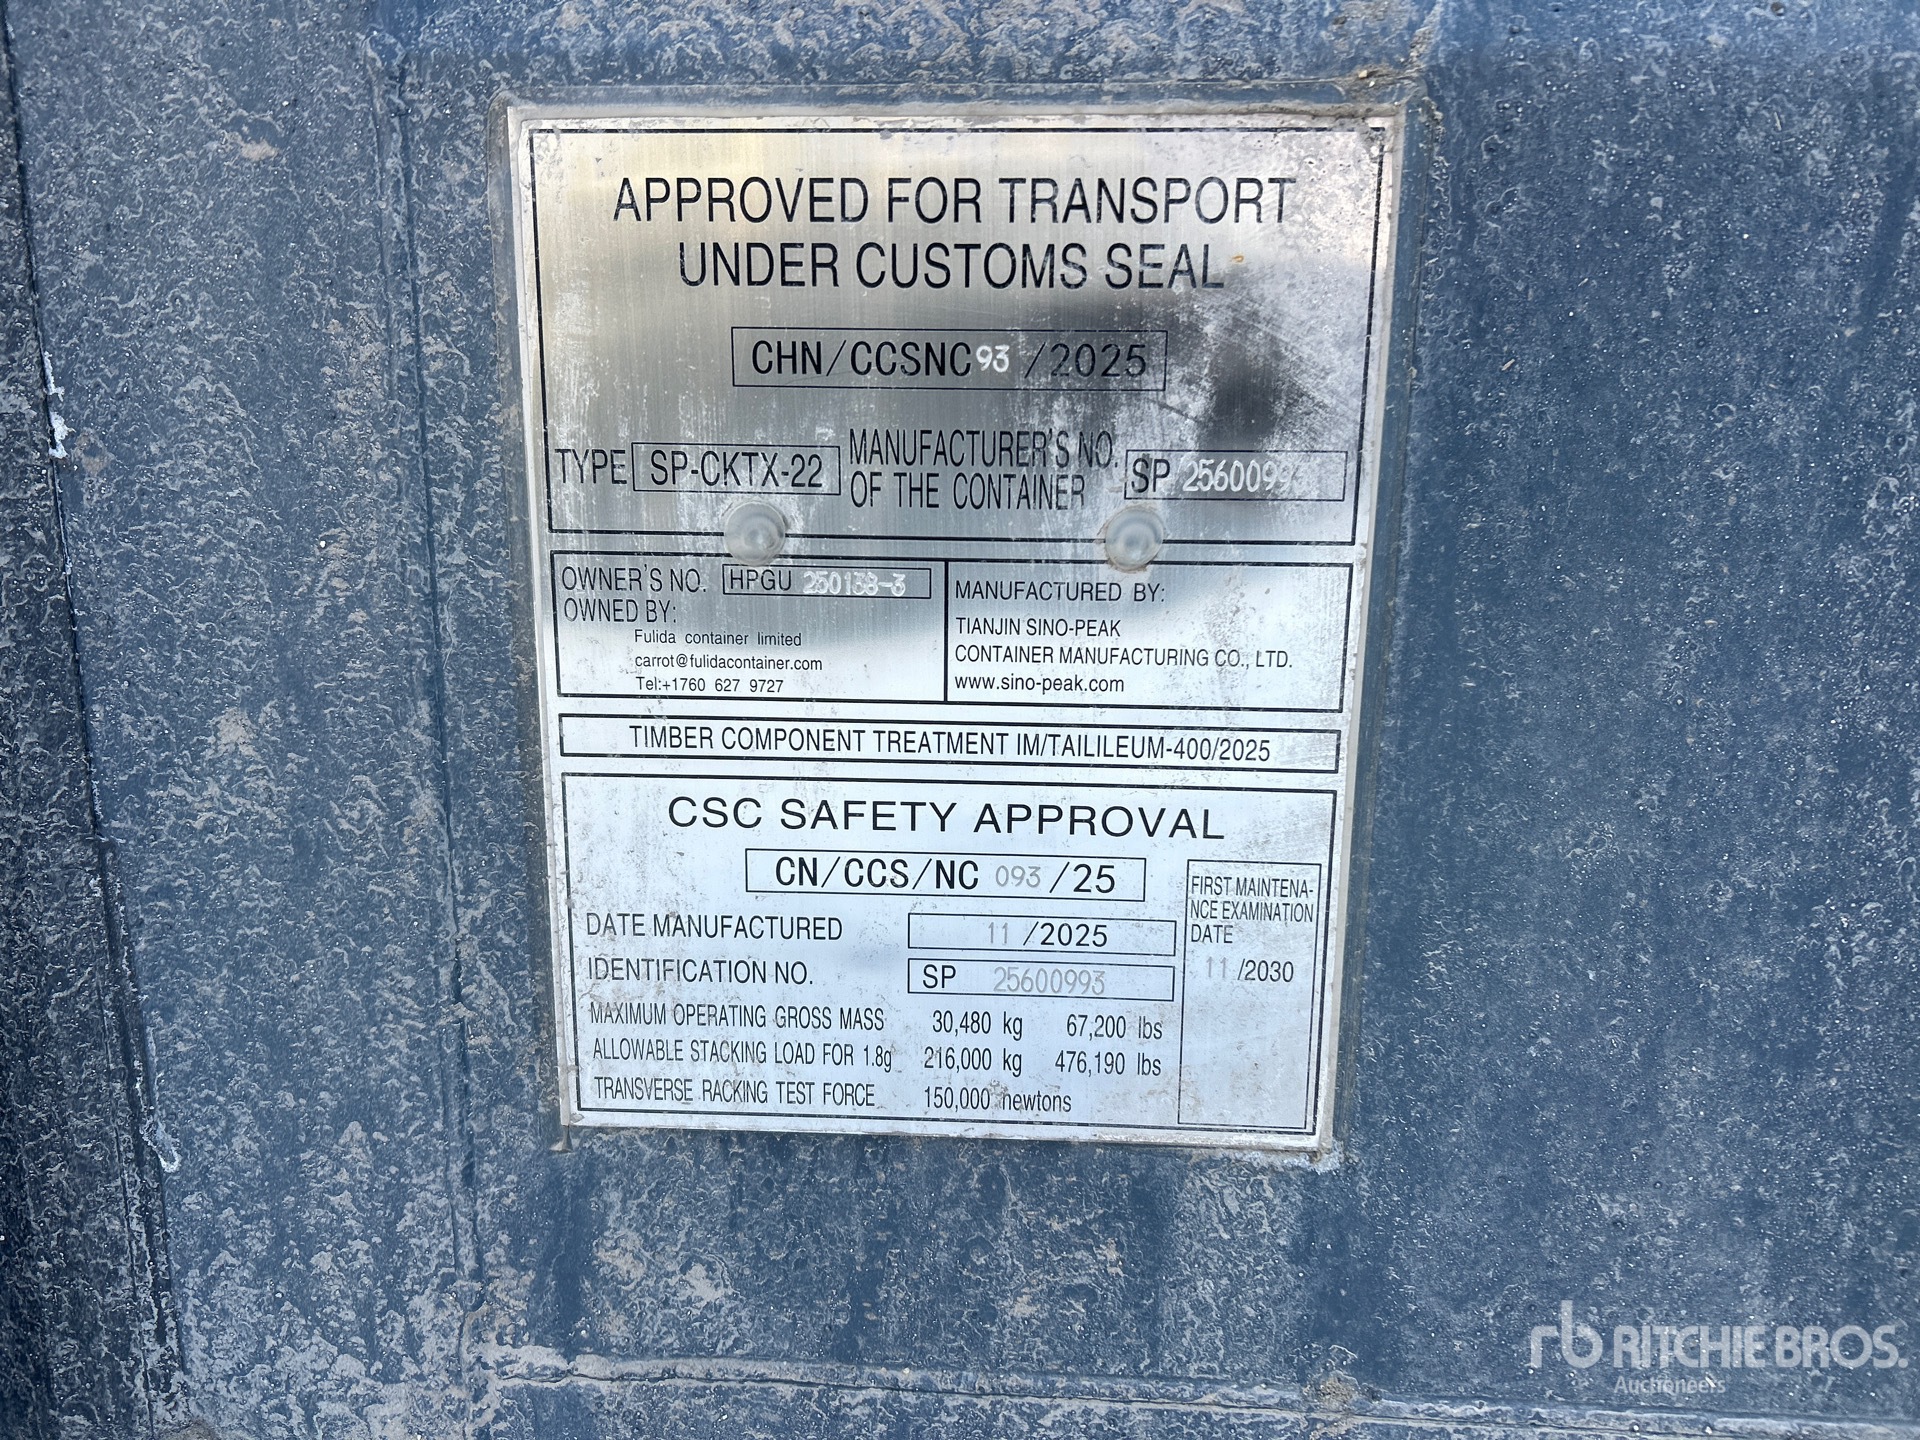 APPROVED FOR TRANSPORT
UNDER CUSTOMS SEAL
CHN/CCSNC 93 /2025
TYPE SP-CKTX-22 MANUFACTURER'S NO. OF THE CONTAINER SP 25600993
OWNER'S NO. HPGU 250138-3
OWNED BY:
Fulida container limited
carrot@fulidacontainer.com
Tel:+1760 627 9727
MANUFACTURED BY:
TIANJIN SINO-PEAK
CONTAINER MANUFACTURING CO., LTD.
www.sino-peak.com
TIMBER COMPONENT TREATMENT IM/TAILILEUM-400/2025
CSC SAFETY APPROVAL
CN/CCS/NC 093 /25
DATE MANUFACTURED 11 /2025
IDENTIFICATION NO. SP 25600993
MAXIMUM OPERATING GROSS MASS 30,480 kg 67,200 lbs
ALLOWABLE STACKING LOAD FOR 1.8g 216,000 kg 476,190 lbs
TRANSVERSE RACKING TEST FORCE 150,000 newtons
FIRST MAINTENA-
NCE EXAMINATION
DATE
11 /2030
rb RITCHIE BROS.
Auctioneers